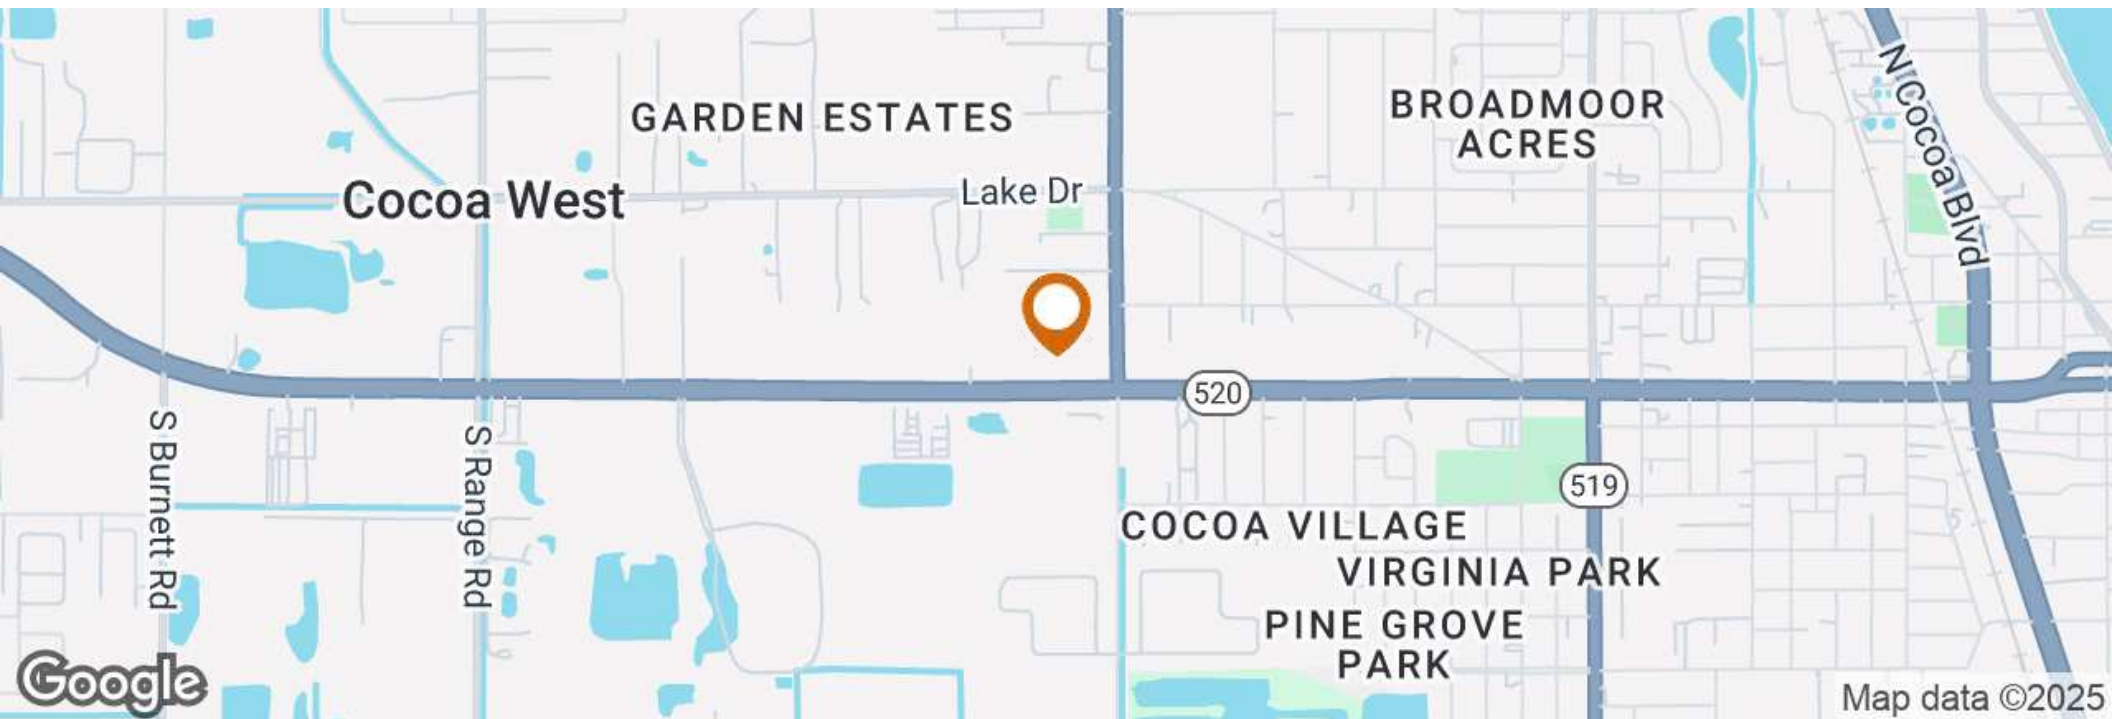 GARDEN ESTATES
BROADMOOR
ACRES
N Cocoa Blvd
Cocoa West
Lake Dr
520
S Burnett Rd
S Range Rd
519
COCOA VILLAGE
VIRGINIA PARK
PINE GROVE
PARK
Google
Map data ©2025